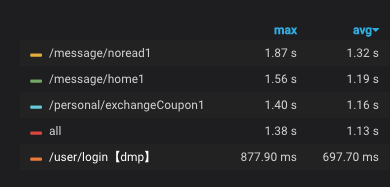 max avg
/message/noread1 1.87 s 1.32 s
/message/home1 1.56 s 1.19 s
/personal/exchangeCoupon1 1.40 s 1.16 s
all 1.38 s 1.13 s
/user/login【dmp】 877.90 ms 697.70 ms